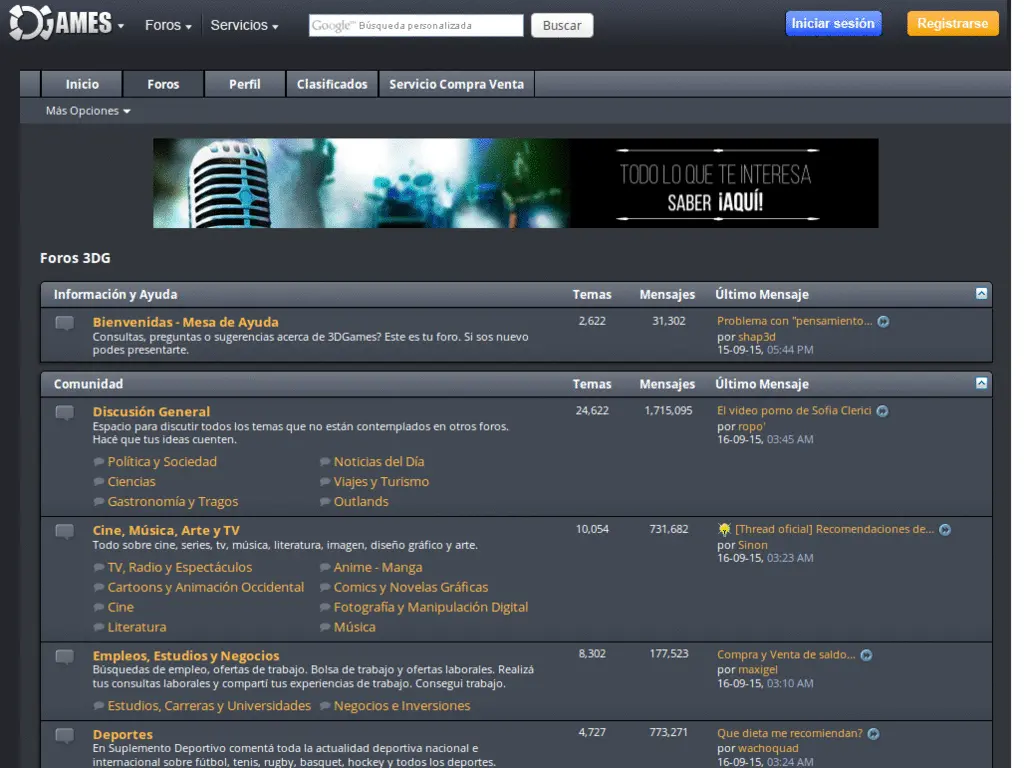 3DGAMES
Foros
Servicios
Google™ Búsqueda personalizada
Buscar
Iniciar sesión
Registrarse
Inicio
Foros
Perfil
Clasificados
Servicio Compra Venta
Más Opciones
TODO LO QUE TE INTERESA
SABER ¡AQUÍ!
Foros 3DG
Información y Ayuda Temas Mensajes Último Mensaje
Bienvenidas - Mesa de Ayuda
Consultas, preguntas o sugerencias acerca de 3DGames? Este es tu foro. Si sos nuevo
podes presentarte.
2,622
31,302
Problema con "pensamiento...
por shap3d
15-09-15, 05:44 PM
Comunidad Temas Mensajes Último Mensaje
Discusión General
Espacio para discutir todos los temas que no están contemplados en otros foros.
Hacé que tus ideas cuenten.
Política y Sociedad
Noticias del Día
Ciencias
Viajes y Turismo
Gastronomía y Tragos
Outlands
24,622
1,715,095
El video porno de Sofia Clerici
por ropo'
16-09-15, 03:45 AM
Cine, Música, Arte y TV
Todo sobre cine, series, tv, música, literatura, imagen, diseño gráfico y arte.
TV, Radio y Espectáculos
Anime - Manga
Cartoons y Animación Occidental
Comics y Novelas Gráficas
Cine
Fotografía y Manipulación Digital
Literatura
Música
10,054
731,682
[Thread oficial] Recomendaciones de...
por Sinon
16-09-15, 03:23 AM
Empleos, Estudios y Negocios
Búsquedas de empleo, ofertas de trabajo. Bolsa de trabajo y ofertas laborales. Realizá
tus consultas laborales y compartí tus experiencias de trabajo. Consegui trabajo.
Estudios, Carreras y Universidades
Negocios e Inversiones
8,302
177,523
Compra y Venta de saldo...
por maxigel
16-09-15, 03:10 AM
Deportes
En Suplemento Deportivo comentá toda la actualidad deportiva nacional e
internacional sobre fútbol, tenis, rugby, basquet, hockey y todos los deportes.
4,727
773,271
Que dieta me recomiendan?
por wachoquad
16-09-15, 03:24 AM